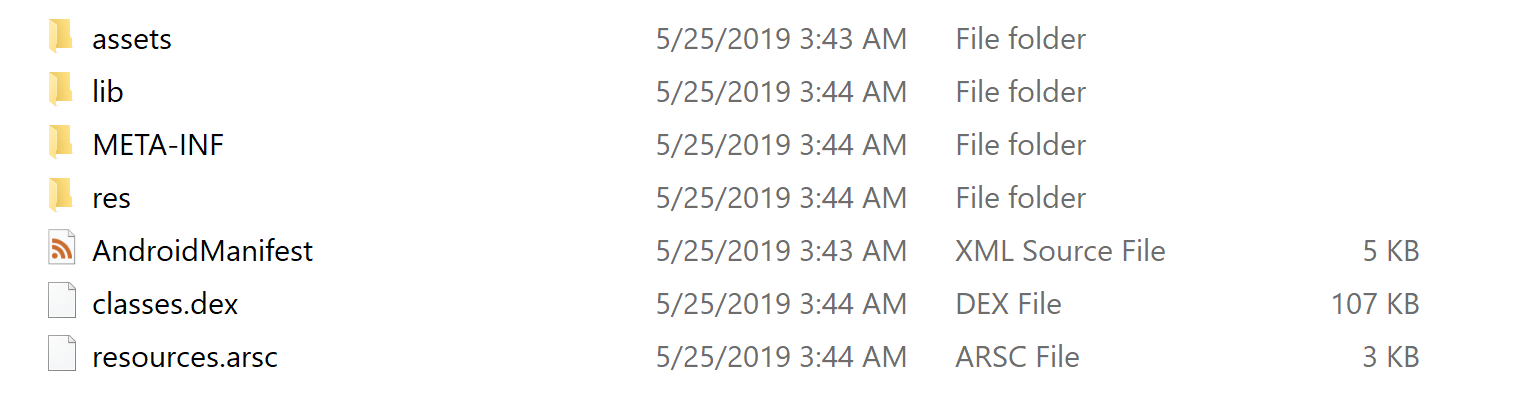 assets 5/25/2019 3:43 AM File folder
lib 5/25/2019 3:44 AM File folder
META-INF 5/25/2019 3:44 AM File folder
res 5/25/2019 3:44 AM File folder
AndroidManifest 5/25/2019 3:43 AM XML Source File 5 KB
classes.dex 5/25/2019 3:44 AM DEX File 107 KB
resources.arsc 5/25/2019 3:44 AM ARSC File 3 KB